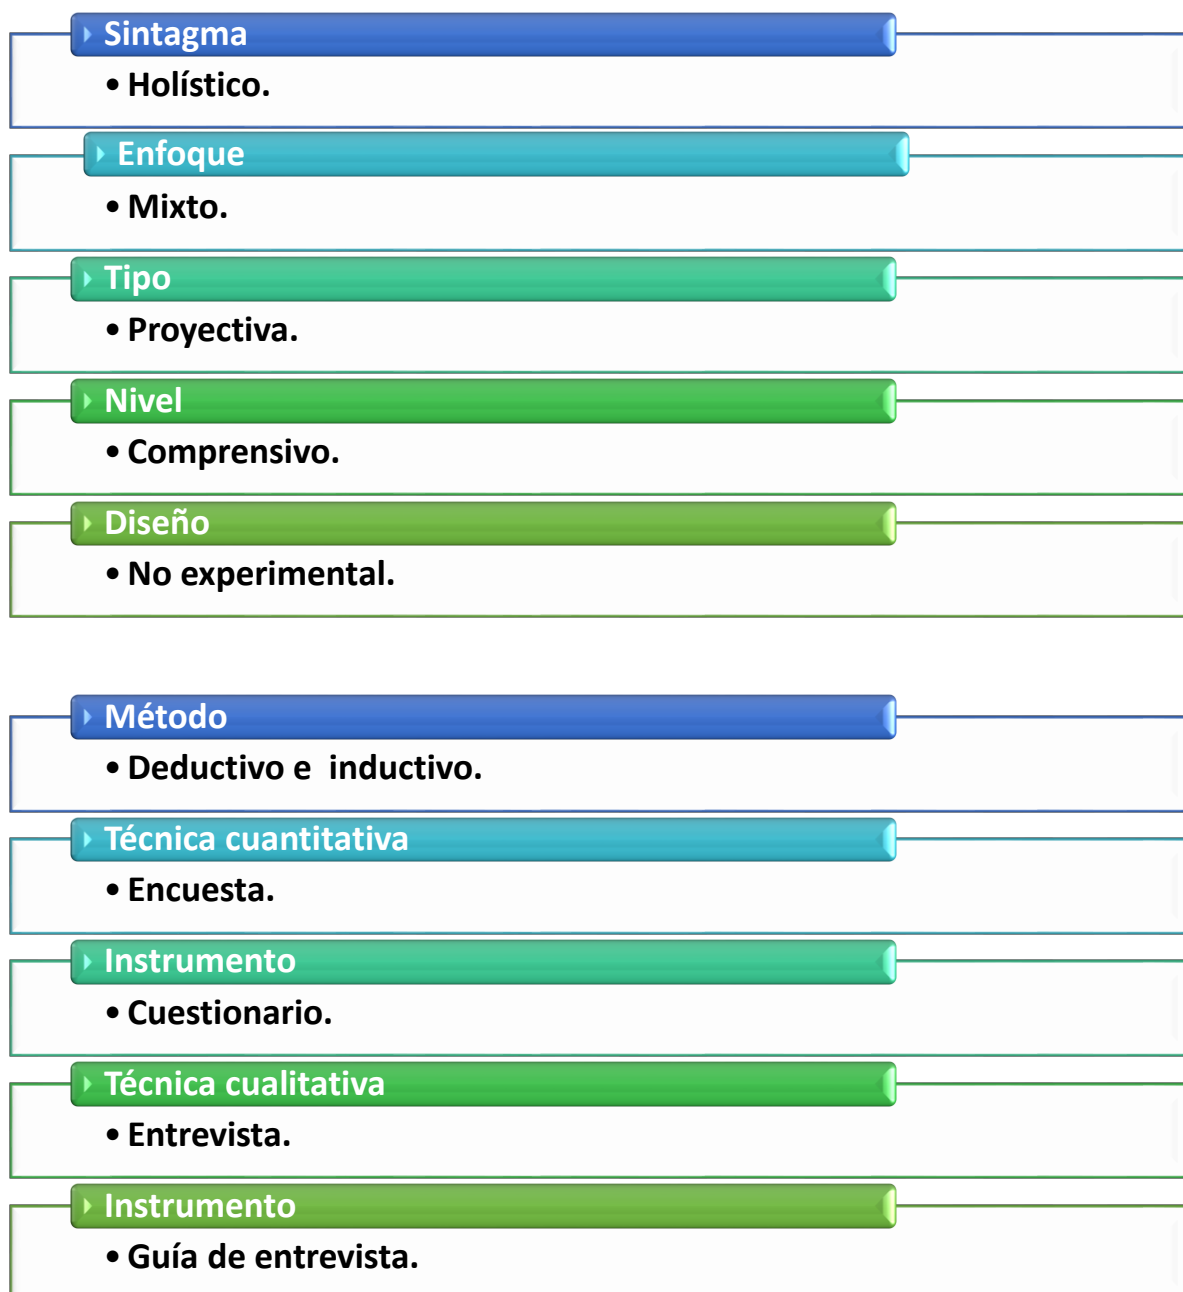 Sintagma
• Holístico.
Enfoque
• Mixto.
Tipo
• Proyectiva.
Nivel
• Comprensivo.
Diseño
• No experimental.
Método
• Deductivo e  inductivo.
Técnica cuantitativa
• Encuesta.
Instrumento
• Cuestionario.
Técnica cualitativa
• Entrevista.
Instrumento
• Guía de entrevista.